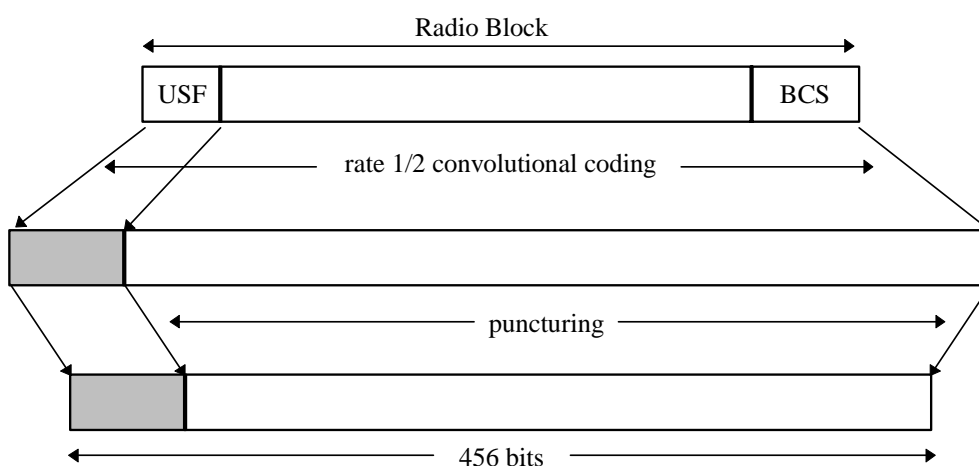 Radio Block
USF
BCS
rate 1/2 convolutional coding
puncturing
456 bits